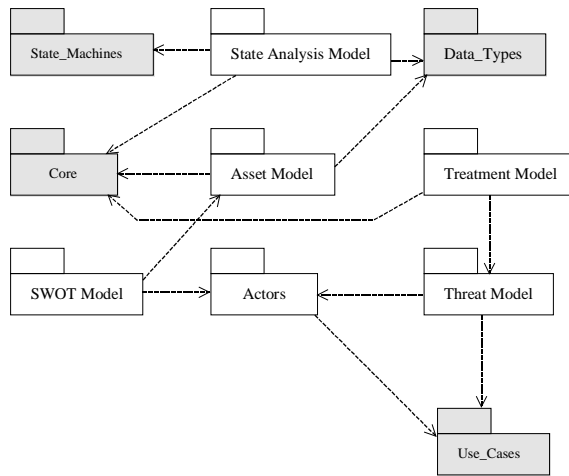 State_Machines
State Analysis Model
Data_Types
Core
Asset Model
Treatment Model
SWOT Model
Actors
Threat Model
Use_Cases